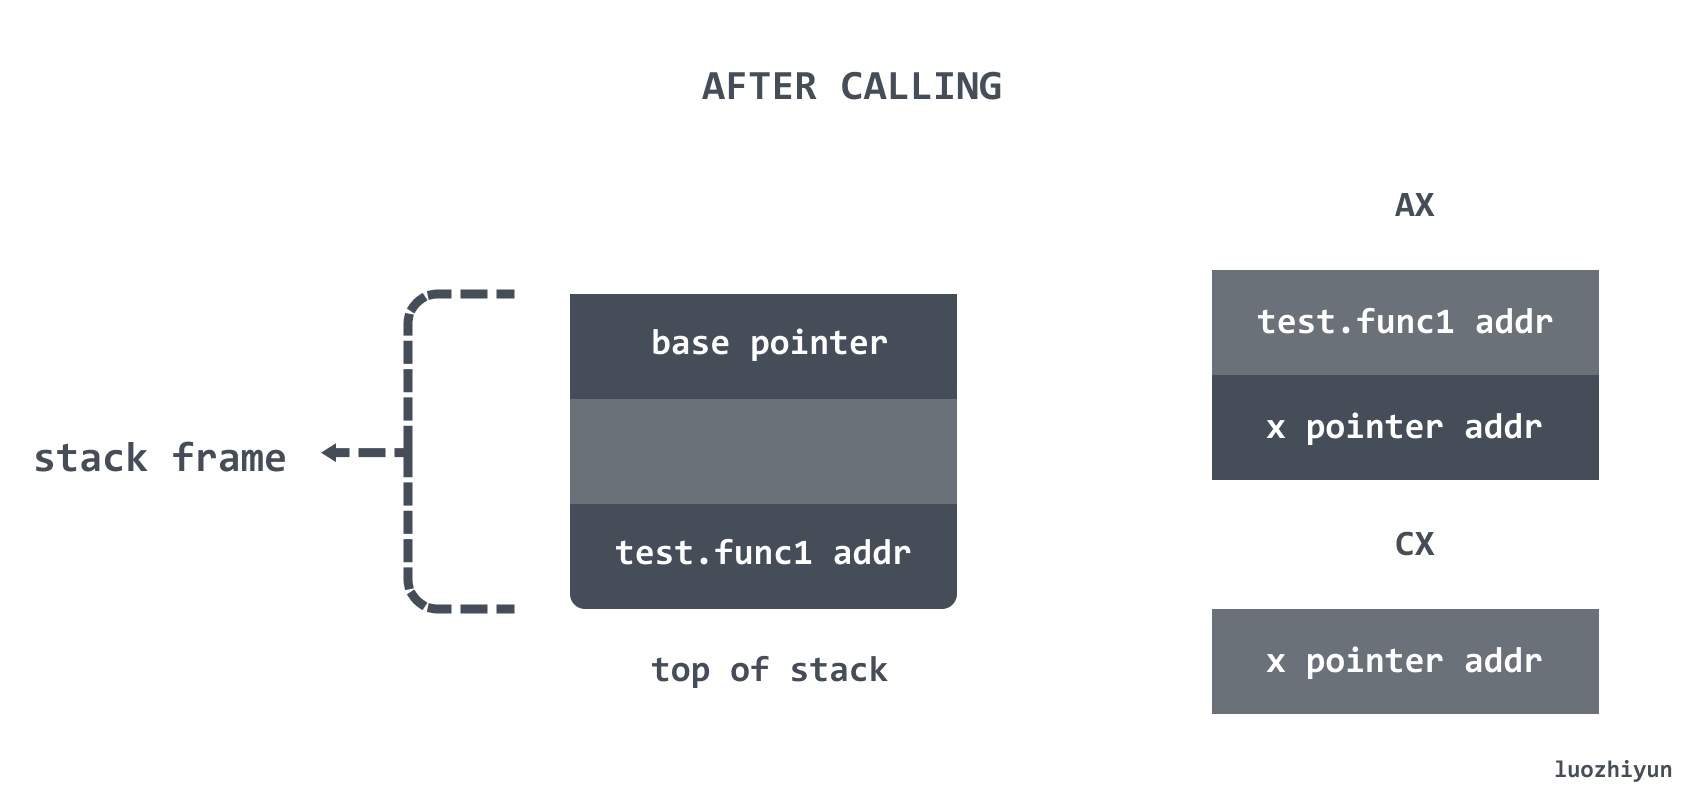 AFTER CALLING
AX
base pointer
test.func1 addr
x pointer addr
stack frame
test.func1 addr
CX
top of stack
x pointer addr
luozhiyun